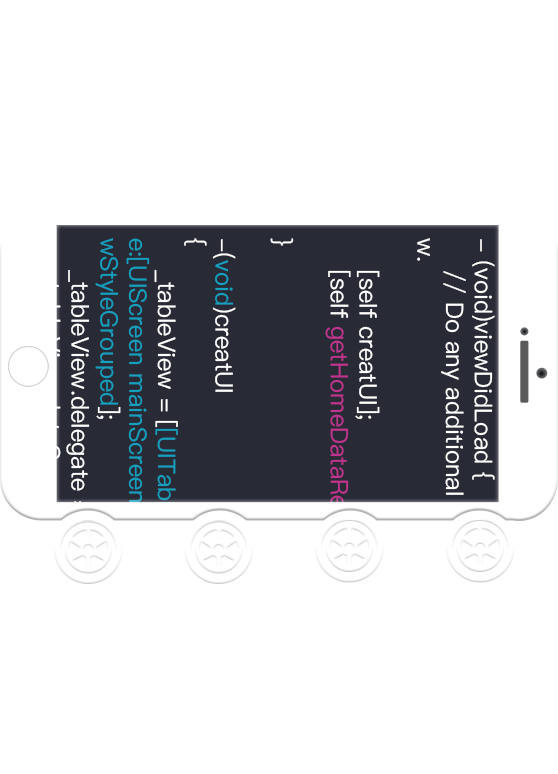 - (void)viewDidLoad {
// Do any additional
w.
[self creatUI];
[self getHomeDataRe
}
-(void)creatUI
{
_tableView = [[UITab
e:[UIScreen mainScreen
wStyleGrouped];
_tableView.delegate